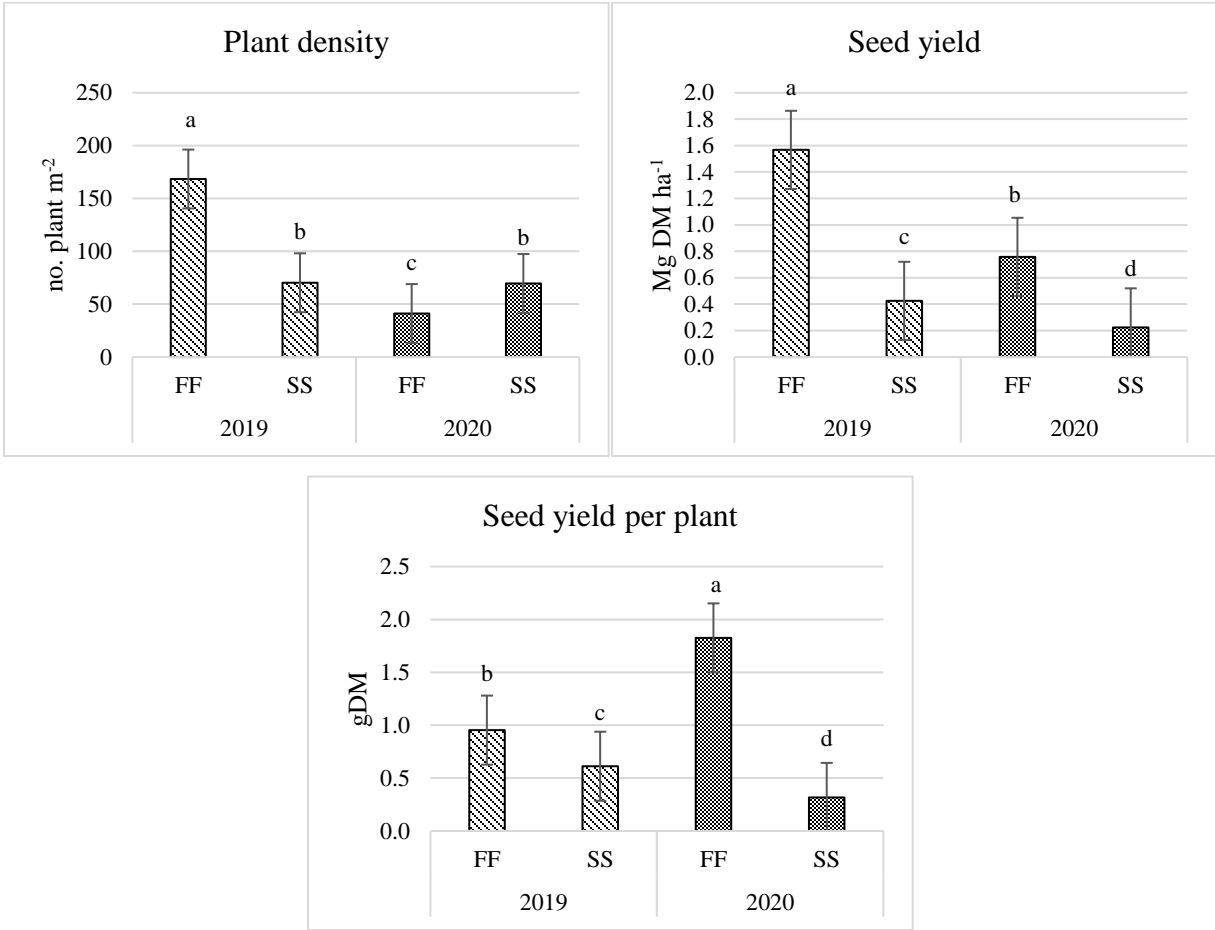 Plant density
no. plant m-2
250
200
150
100
50
0
a
b
c
b
FF SS FF SS
2019 2020
Seed yield
Mg DM ha-1
2.0
1.8
1.6
1.4
1.2
1.0
0.8
0.6
0.4
0.2
0.0
a
c
b
d
FF SS FF SS
2019 2020
Seed yield per plant
gDM
2.5
2.0
1.5
1.0
0.5
0.0
b
c
a
d
FF SS FF SS
2019 2020